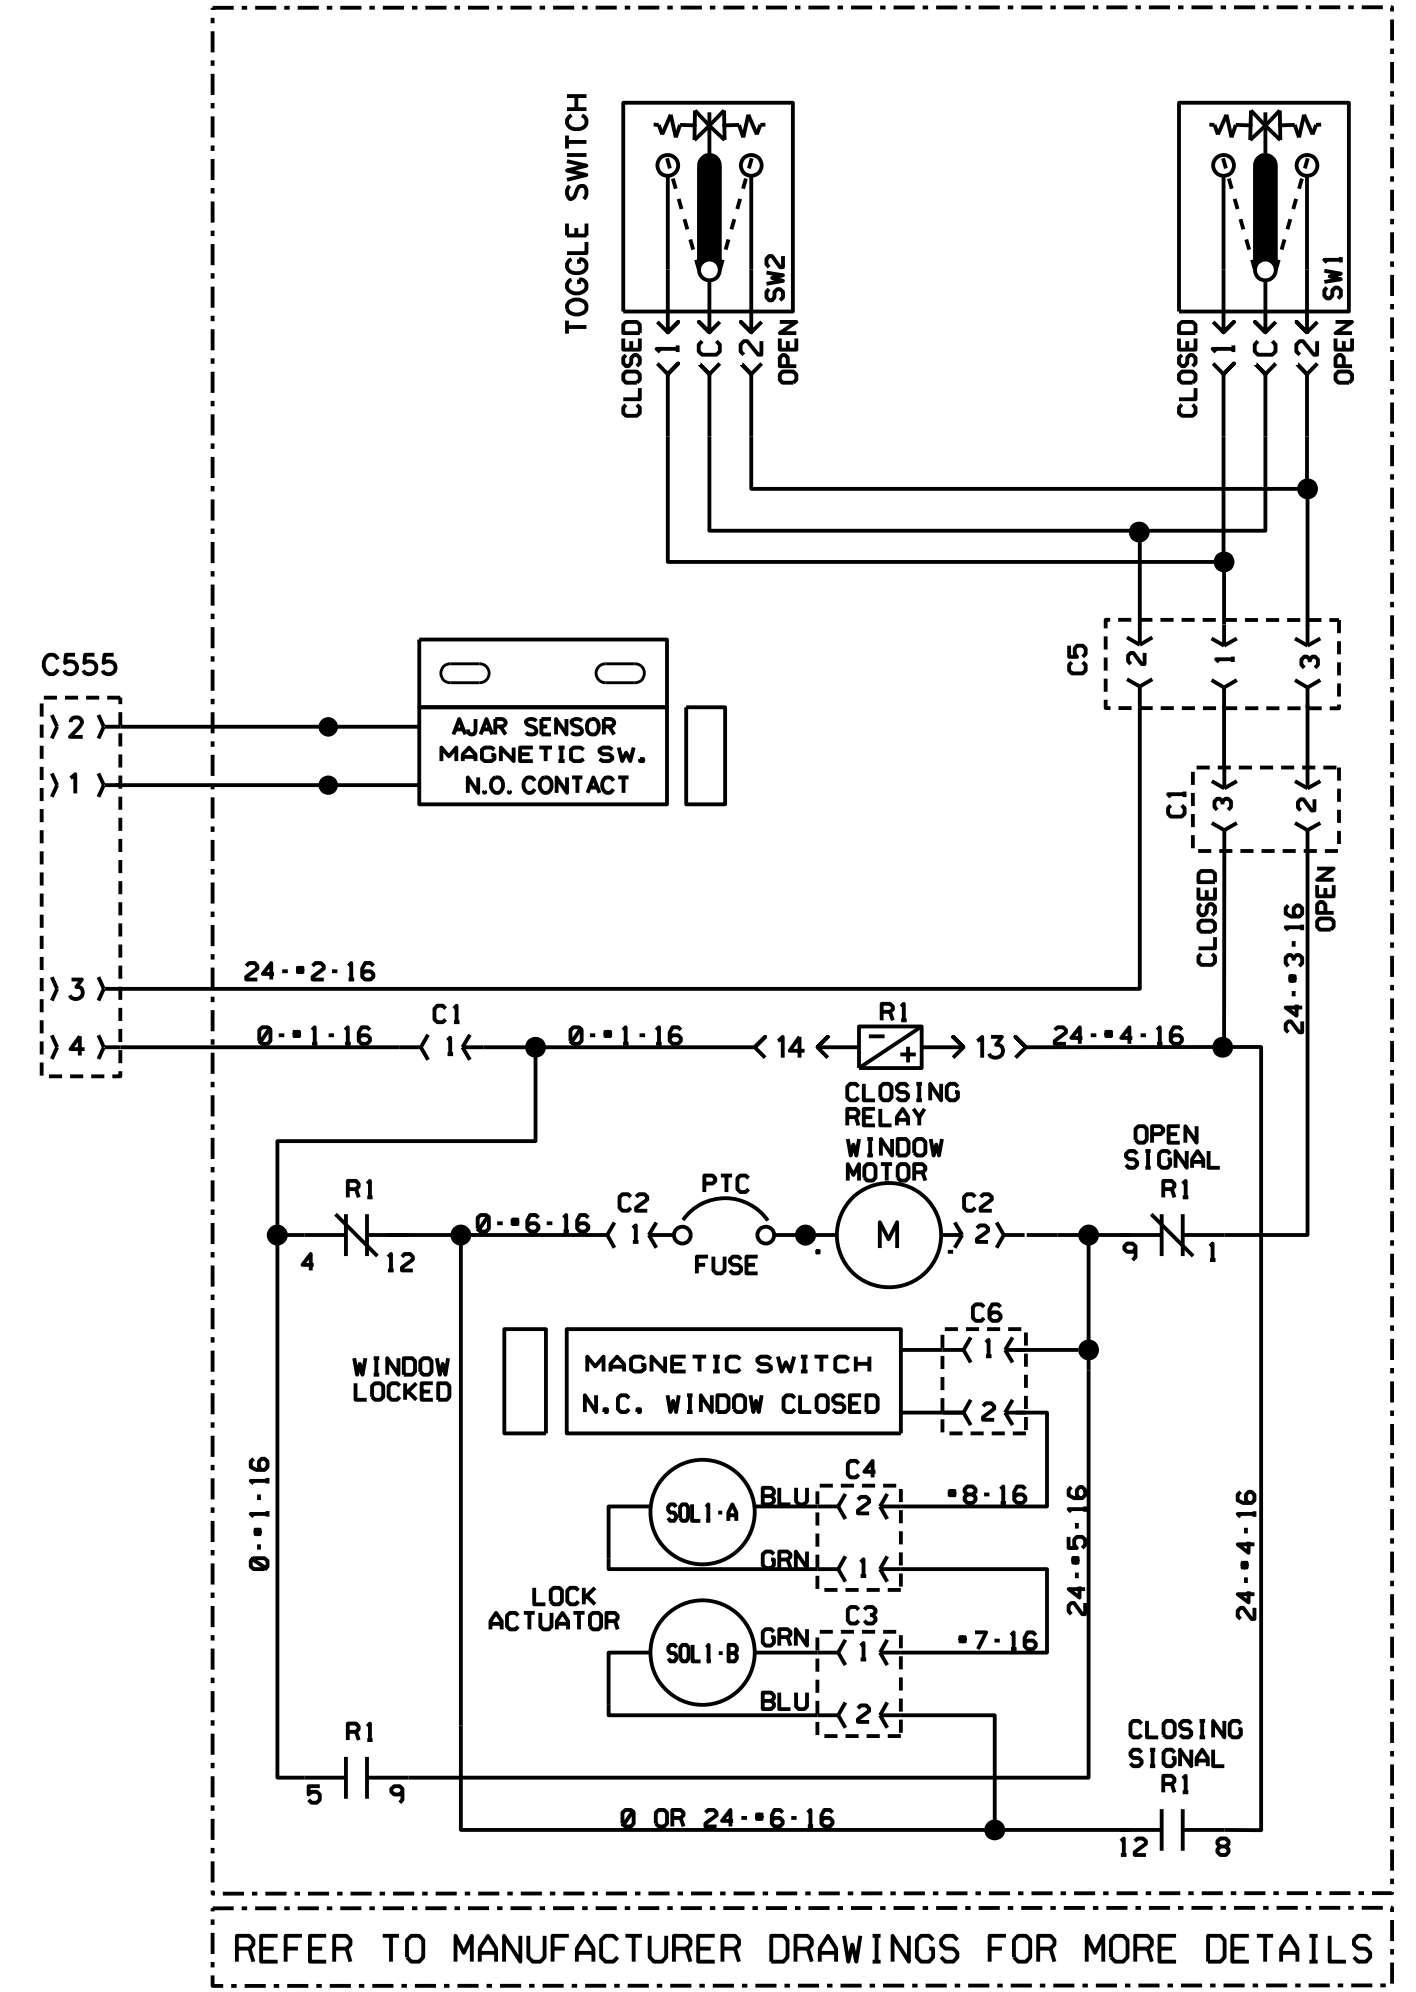 TOGGLE SWITCH
SW2
SW1
CLOSED
1
C
2
OPEN
CLOSED
1
C
2
OPEN
C5
2
1
3
C555
2
1
3
4
AJAR SENSOR
MAGNETIC SW.
N.O. CONTACT
C1
3
2
CLOSED
OPEN
24-*3-16
24-*2-16
0-*1-16
C1
1
0-*1-16
14
R1
- +
13
24-*4-16
CLOSING
RELAY
WINDOW
MOTOR
OPEN
SIGNAL
R1
4
12
0-*6-16
C2
1
PTC
FUSE
M
C2
2
R1
9
1
WINDOW
LOCKED
MAGNETIC SWITCH
N.C. WINDOW CLOSED
C6
1
2
0-*1-16
SOL1-A
BLU
GRN
C4
2
1
*8-16
24-*5-16
24-*4-16
LOCK
ACTUATOR
SOL1-B
GRN
BLU
C3
1
2
*7-16
R1
5
9
0 OR 24-*6-16
CLOSING
SIGNAL
R1
12
8
REFER TO MANUFACTURER DRAWINGS FOR MORE DETAILS